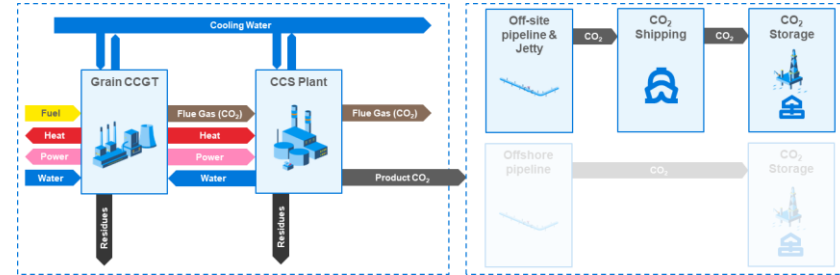 Cooling Water
Grain CCGT
CCS Plant
Fuel
Flue Gas (CO₂)
Flue Gas (CO₂)
Heat
Heat
Power
Power
Water
Water
Product CO₂
Residues
Residues
Off-site
pipeline &
Jetty
CO₂
CO₂
Shipping
CO₂
CO₂
Storage
Offshore
pipeline
CO₂
CO₂
Storage